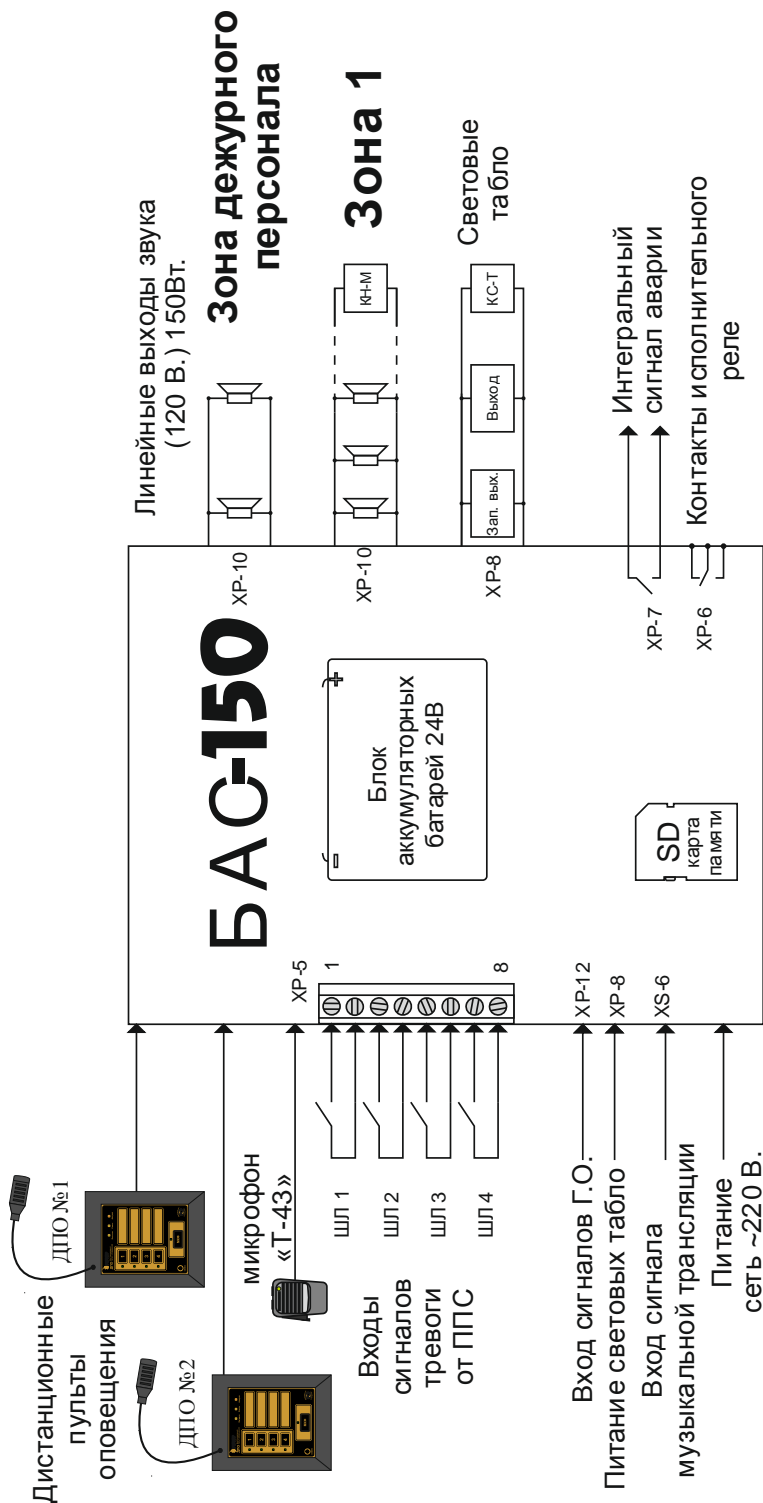 Дистанционные
пульты
оповещения
ДПО №1
ДПО №2
микрофон
«Т-43»
Входы
сигналов
тревоги
от ППС
ШЛ 1
ШЛ 2
ШЛ 3
ШЛ 4
Вход сигналов Г.О.
Питание световых табло
Вход сигнала
музыкальной трансляции
Питание
сеть ~220 В.
XP-5
1
8
XP-12
XP-8
XS-6
БАС-150
Блок
аккумуляторных
батарей 24В
SD
карта
памяти
XP-10
XP-10
XP-8
XP-7
XP-6
Линейные выходы звука
(120 В.) 150Вт.
Зона дежурного
персонала
Зона 1
КН-М
Световые
табло
Зап. вых.
Выход
КС-Т
Интегральный
сигнал аварии
Контакты исполнительного
реле